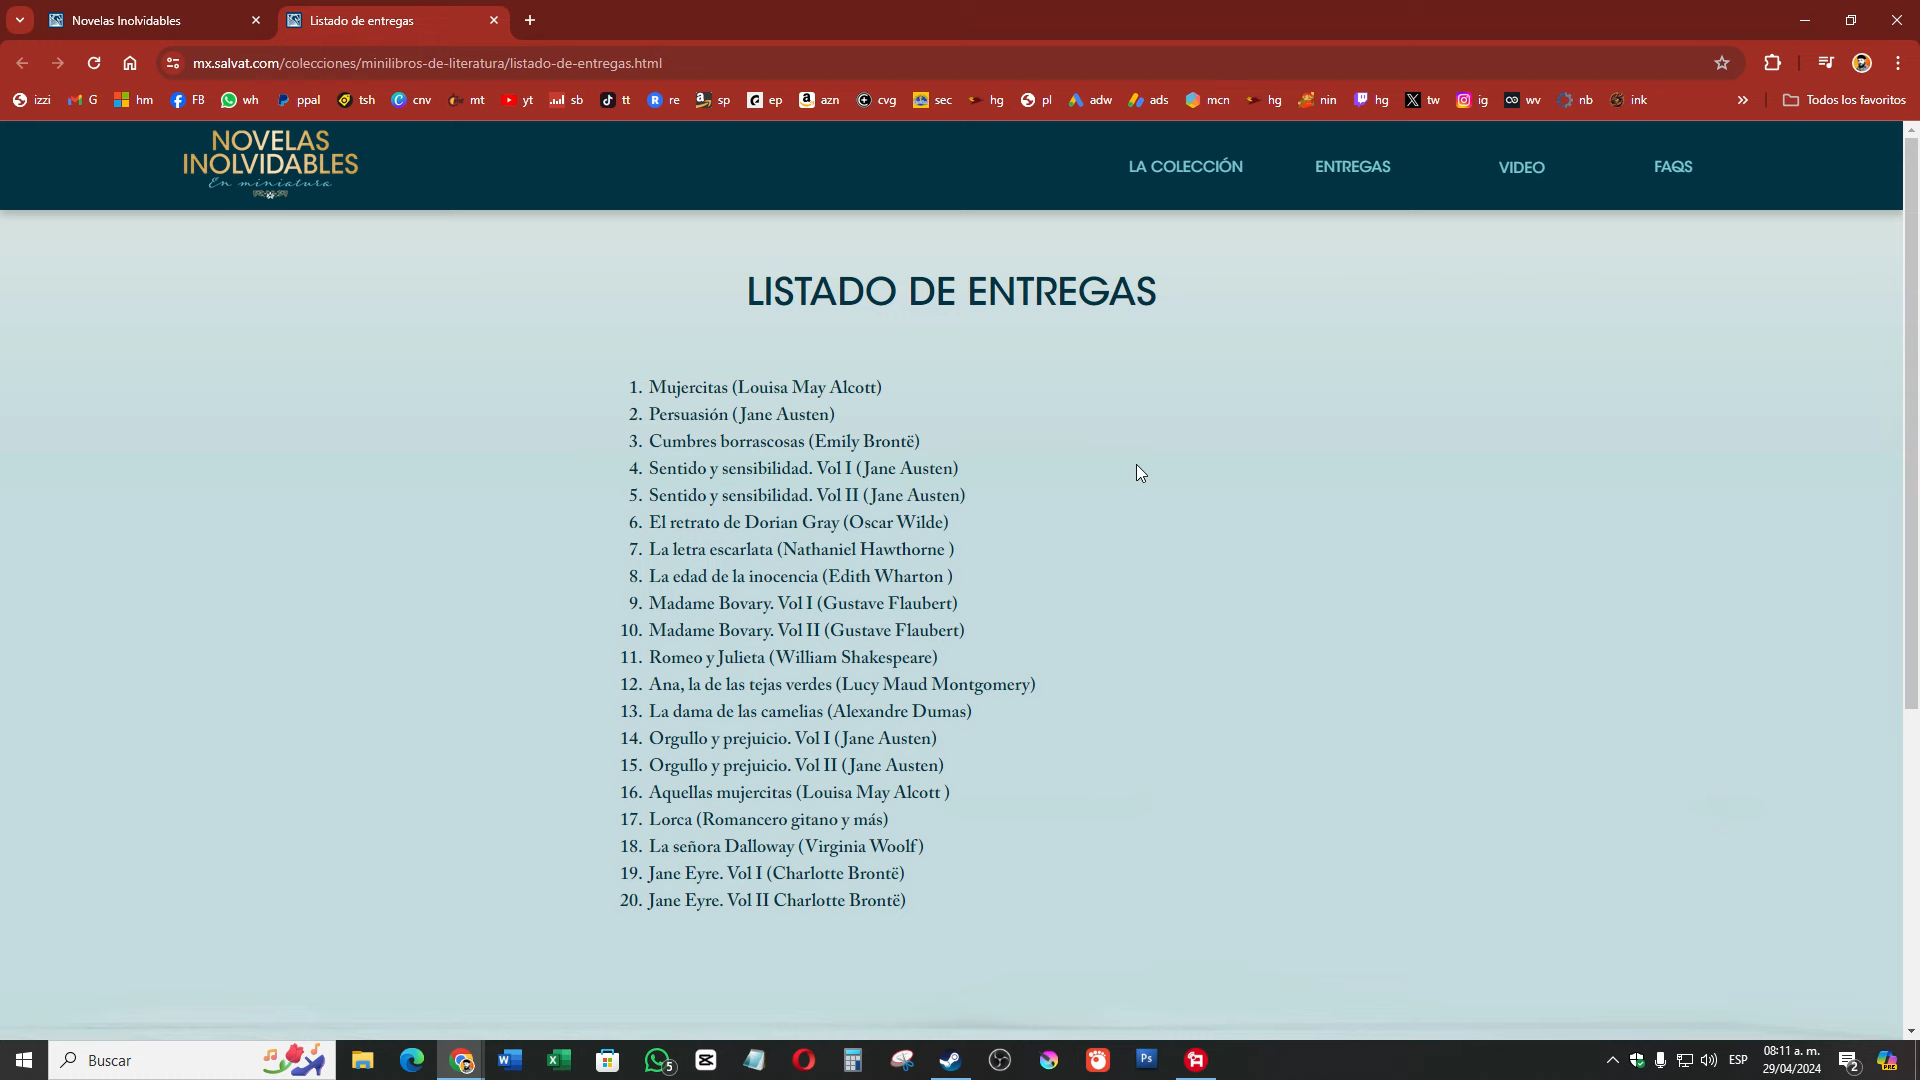 Novelas Inolvidables
Listado de entregas
mx.salvat.com/colecciones/minilibros-de-literatura/listado-de-entregas.html
izzi G hm FB wh ppal tsh cnv mt yt sb tt re sp ep azn cvg sec hg pl adw ads mcn hg nin hg tw ig wv nb ink » Todos los favoritos
NOVELAS
INOLVIDABLES
En miniatura
LA COLECCIÓN ENTREGAS VIDEO FAQS
LISTADO DE ENTREGAS
1. Mujercitas (Louisa May Alcott)
2. Persuasión (Jane Austen)
3. Cumbres borrascosas (Emily Brontë)
4. Sentido y sensibilidad. Vol I (Jane Austen)
5. Sentido y sensibilidad. Vol II (Jane Austen)
6. El retrato de Dorian Gray (Oscar Wilde)
7. La letra escarlata (Nathaniel Hawthorne )
8. La edad de la inocencia (Edith Wharton )
9. Madame Bovary. Vol I (Gustave Flaubert)
10. Madame Bovary. Vol II (Gustave Flaubert)
11. Romeo y Julieta (William Shakespeare)
12. Ana, la de las tejas verdes (Lucy Maud Montgomery)
13. La dama de las camelias (Alexandre Dumas)
14. Orgullo y prejuicio. Vol I (Jane Austen)
15. Orgullo y prejuicio. Vol II (Jane Austen)
16. Aquellas mujercitas (Louisa May Alcott )
17. Lorca (Romancero gitano y más)
18. La señora Dalloway (Virginia Woolf)
19. Jane Eyre. Vol I (Charlotte Brontë)
20. Jane Eyre. Vol II Charlotte Brontë)
Buscar
5
Ps
ESP
08:11 a. m.
29/04/2024
2